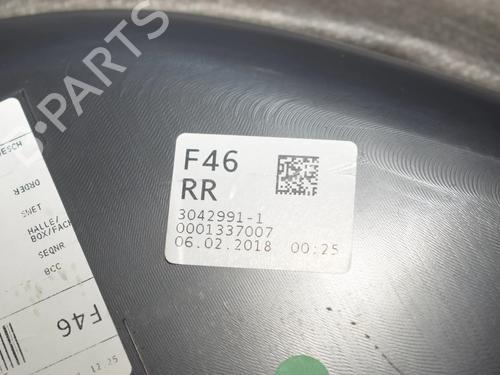 B-PARTS
F46
RR
3042991-1
0001337007
06.02.2018 00:25
ORDER
SNET
HALLE/
BOX/FACH
SEQNR
BCC
F46